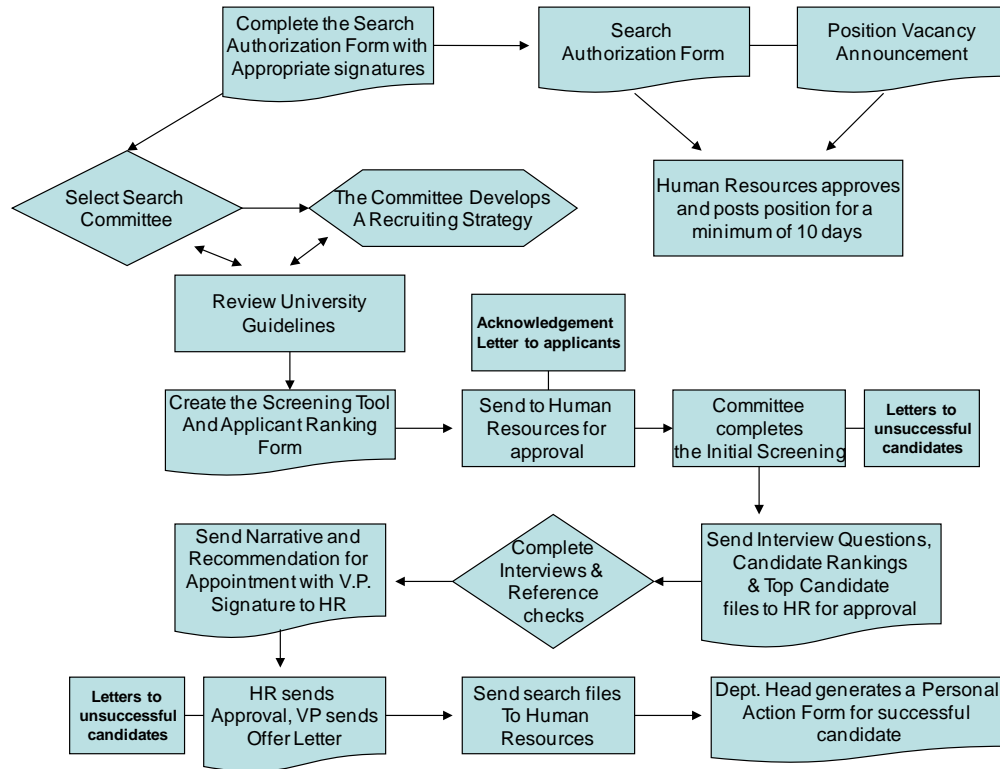 Complete the Search
Authorization Form with
Appropriate signatures
Search
Authorization Form
Position Vacancy
Announcement
Select Search
Committee
The Committee Develops
A Recruiting Strategy
Human Resources approves
and posts position for a
minimum of 10 days
Review University
Guidelines
Acknowledgement
Letter to applicants
Create the Screening Tool
And Applicant Ranking
Form
Send to Human
Resources for
approval
Committee
completes
the Initial Screening
Letters to
unsuccessful
candidates
Send Narrative and
Recommendation for
Appointment with V.P.
Signature to HR
Complete
Interviews &
Reference
checks
Send Interview Questions,
Candidate Rankings
& Top Candidate
files to HR for approval
Letters to
unsuccessful
candidates
HR sends
Approval, VP sends
Offer Letter
Send search files
To Human
Resources
Dept. Head generates a Personal
Action Form for successful
candidate